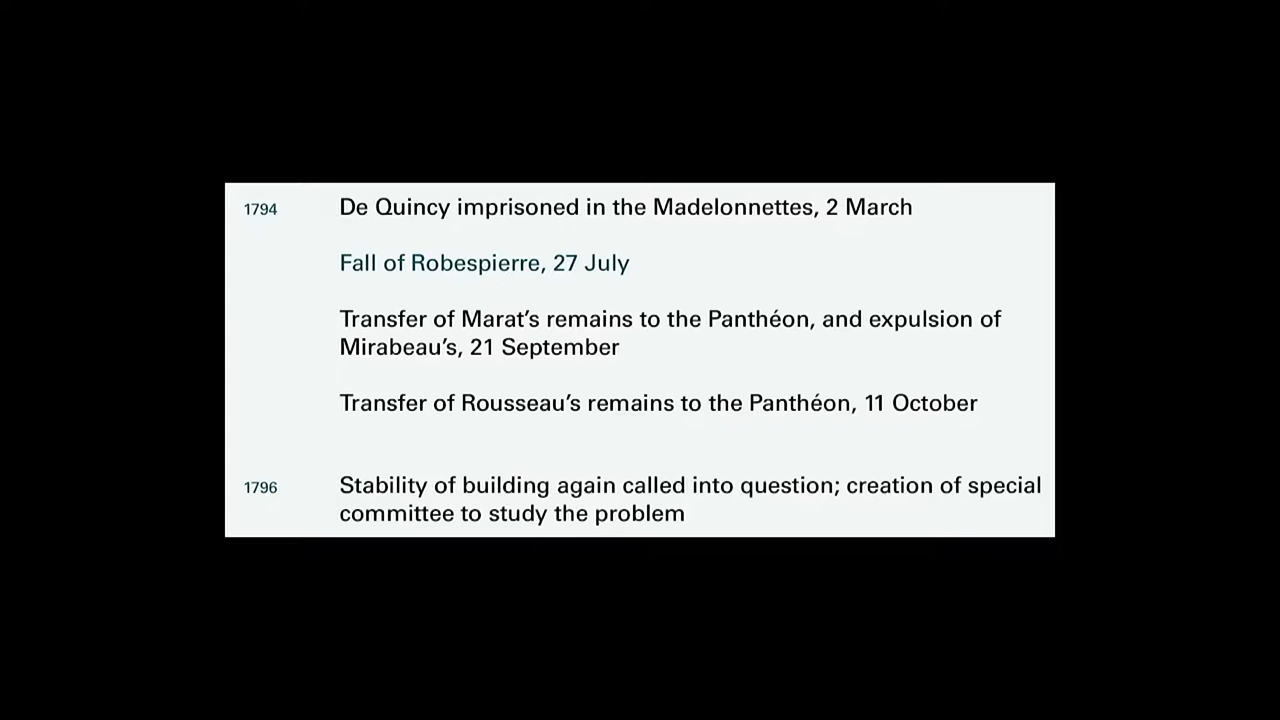 1794 De Quincy imprisoned in the Madelonnettes, 2 March
Fall of Robespierre, 27 July
Transfer of Marat's remains to the Panthéon, and expulsion of
Mirabeau's, 21 September
Transfer of Rousseau's remains to the Panthéon, 11 October
1796 Stability of building again called into question; creation of special
committee to study the problem